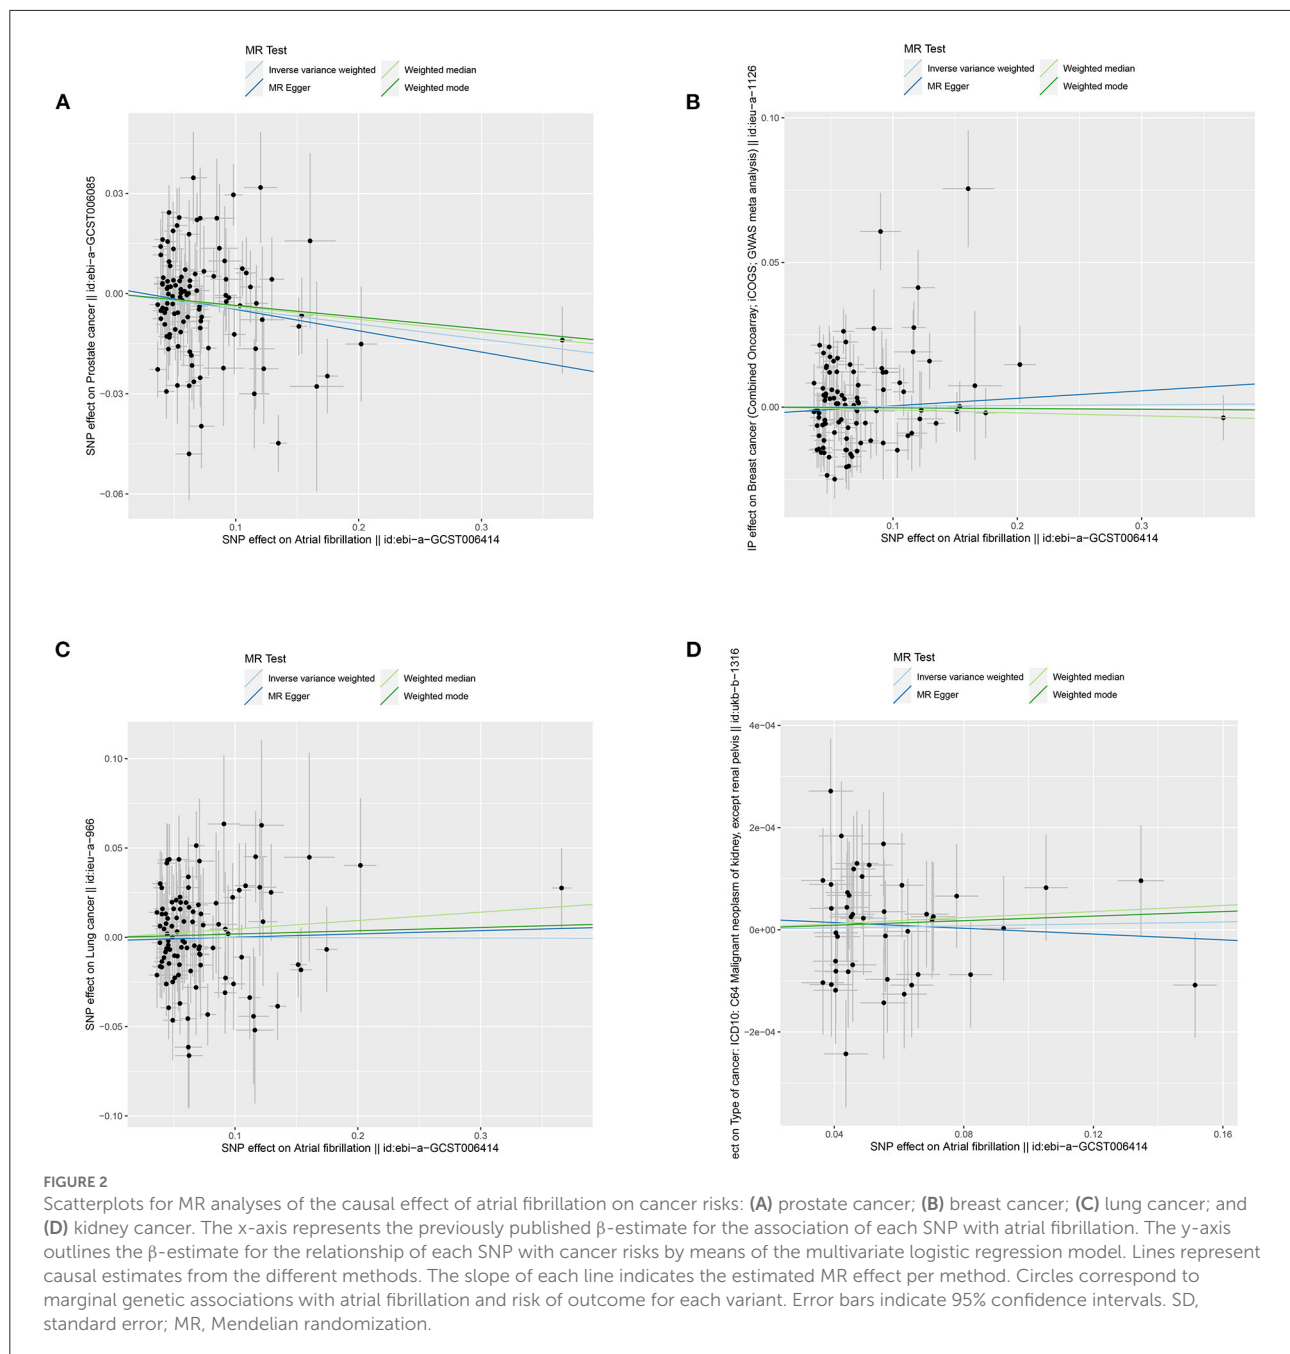 MR Test
Inverse variance weighted
Weighted median
MR Egger
Weighted mode
A
SNP effect on Prostate cancer || id:ebi-a-GCST006085
0.03
0.00
−0.03
−0.06
0.1
0.2
0.3
SNP effect on Atrial fibrillation || id:ebi-a-GCST006414
MR Test
Inverse variance weighted
Weighted median
MR Egger
Weighted mode
B
IP effect on Breast cancer (Combined Oncoarray; iCOGS; GWAS meta analysis) || id:ieu-a-1126
0.10
0.05
0.00
0.1
0.2
0.3
SNP effect on Atrial fibrillation || id:ebi-a-GCST006414
MR Test
Inverse variance weighted
Weighted median
MR Egger
Weighted mode
C
SNP effect on Lung cancer || id:ieu-a-966
0.10
0.05
0.00
−0.05
−0.10
0.1
0.2
0.3
SNP effect on Atrial fibrillation || id:ebi-a-GCST006414
MR Test
Inverse variance weighted
Weighted median
MR Egger
Weighted mode
D
ect on Type of cancer: ICD10: C64 Malignant neoplasm of kidney, except renal pelvis || id:ukb-b-1316
4e−04
2e−04
0e+00
−2e−04
0.04
0.08
0.12
0.16
SNP effect on Atrial fibrillation || id:ebi-a-GCST006414
FIGURE 2
Scatterplots for MR analyses of the causal effect of atrial fibrillation on cancer risks: (A) prostate cancer; (B) breast cancer; (C) lung cancer; and
(D) kidney cancer. The x-axis represents the previously published β-estimate for the association of each SNP with atrial fibrillation. The y-axis
outlines the β-estimate for the relationship of each SNP with cancer risks by means of the multivariate logistic regression model. Lines represent
causal estimates from the different methods. The slope of each line indicates the estimated MR effect per method. Circles correspond to
marginal genetic associations with atrial fibrillation and risk of outcome for each variant. Error bars indicate 95% confidence intervals. SD,
standard error; MR, Mendelian randomization.